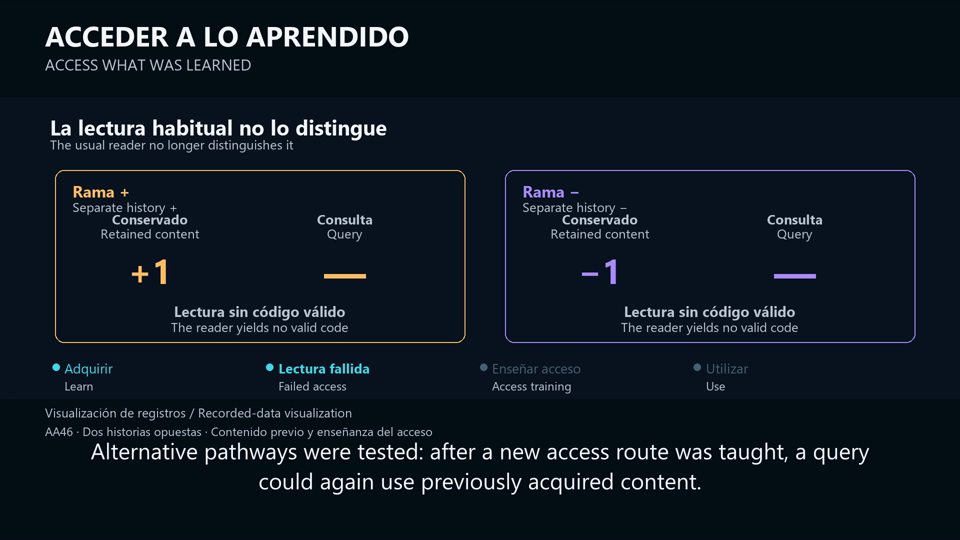 ACCEDER A LO APRENDIDO
ACCESS WHAT WAS LEARNED
La lectura habitual no lo distingue
The usual reader no longer distinguishes it
Rama +
Separate history +
Conservado
Retained content
Consulta
Query
+1
—
Lectura sin código válido
The reader yields no valid code
Rama −
Separate history −
Conservado
Retained content
Consulta
Query
−1
—
Lectura sin código válido
The reader yields no valid code
Adquirir
Learn
Lectura fallida
Failed access
Enseñar acceso
Access training
Utilizar
Use
Visualización de registros / Recorded-data visualization
AA46 · Dos historias opuestas · Contenido previo y enseñanza del acceso
Alternative pathways were tested: after a new access route was taught, a query
could again use previously acquired content.